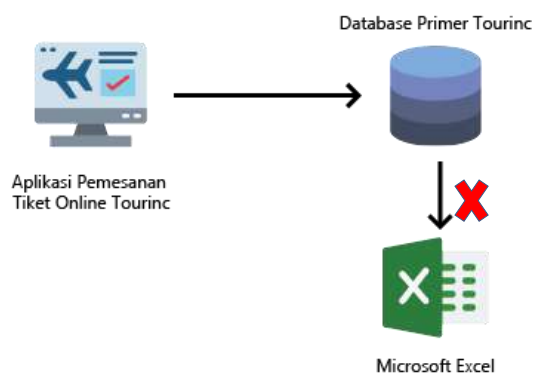 Database Primer Tourinc
Aplikasi Pemesanan
Tiket Online Tourinc
X
Microsoft Excel